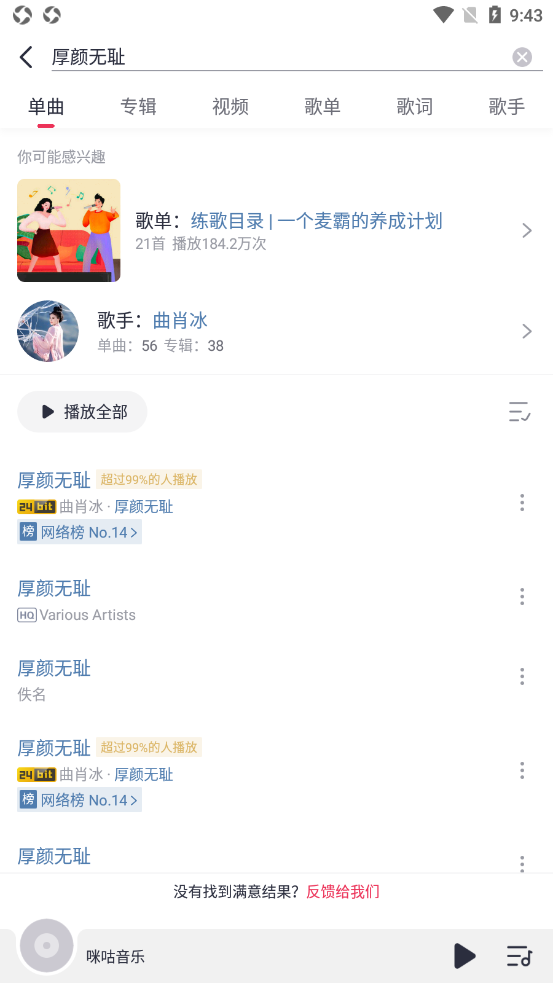 9:43
厚颜无耻
单曲 专辑 视频 歌单 歌词 歌手
你可能感兴趣
歌单：练歌目录 | 一个麦霸的养成计划
21首 播放184.2万次
歌手：曲肖冰
单曲：56 专辑：38
播放全部
厚颜无耻 超过99%的人播放
24bit 曲肖冰 · 厚颜无耻
榜 网络榜 No.14
厚颜无耻
HQ Various Artists
厚颜无耻
佚名
厚颜无耻 超过99%的人播放
24bit 曲肖冰 · 厚颜无耻
榜 网络榜 No.14
厚颜无耻
没有找到满意结果？反馈给我们
咪咕音乐